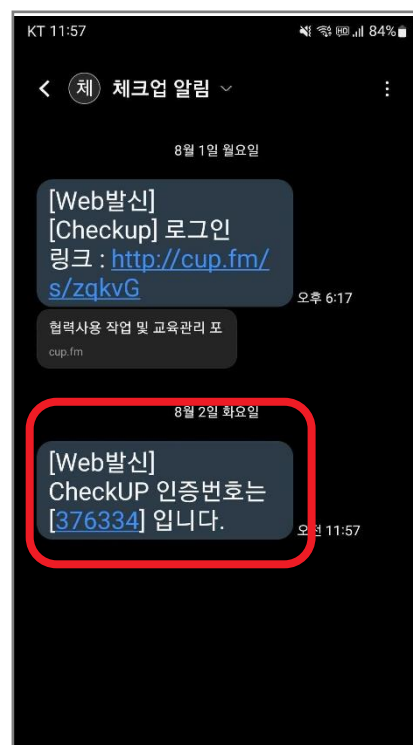 KT 11:57 84%
체 체크업 알림
8월 1일 월요일
[Web발신]
[Checkup] 로그인
링크 : http://cup.fm/
s/zqkvG
오후 6:17
협력사용 작업 및 교육관리 포
cup.fm
8월 2일 화요일
[Web발신]
CheckUP 인증번호는
[376334] 입니다.
오전 11:57